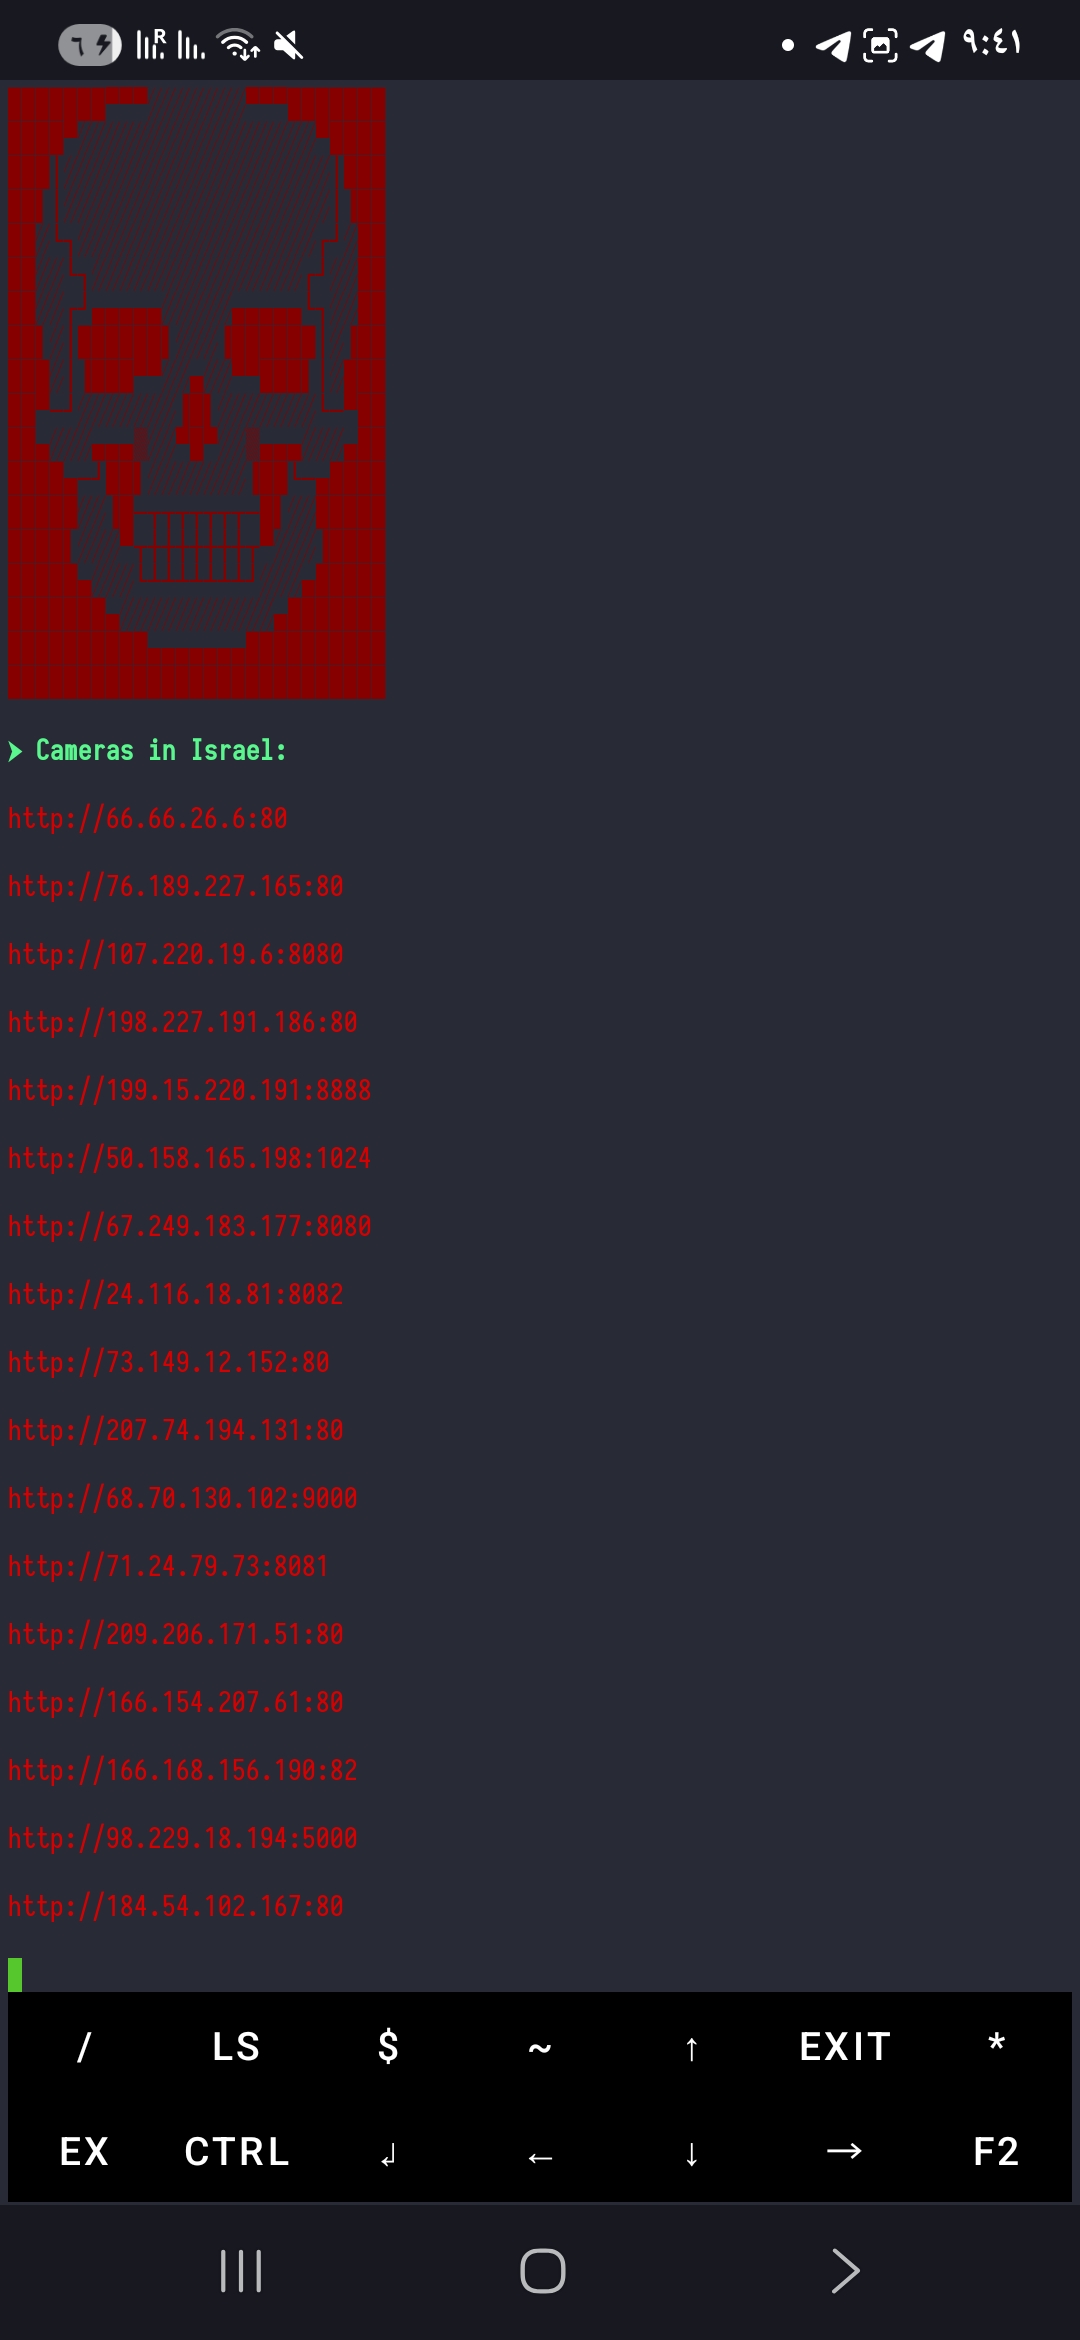 ٦
R
٩:٤١
Cameras in Israel:
http://66.66.26.6:80
http://76.189.227.165:80
http://107.220.19.6:8080
http://198.227.191.186:80
http://199.15.220.191:8888
http://50.158.165.198:1024
http://67.249.183.177:8080
http://24.116.18.81:8082
http://73.149.12.152:80
http://207.74.194.131:80
http://68.70.130.102:9000
http://71.24.79.73:8081
http://209.206.171.51:80
http://166.154.207.61:80
http://166.168.156.190:82
http://98.229.18.194:5000
http://184.54.102.167:80
/ LS $ ~ ↑ EXIT *
EX CTRL ↲ ← ↓ → F2